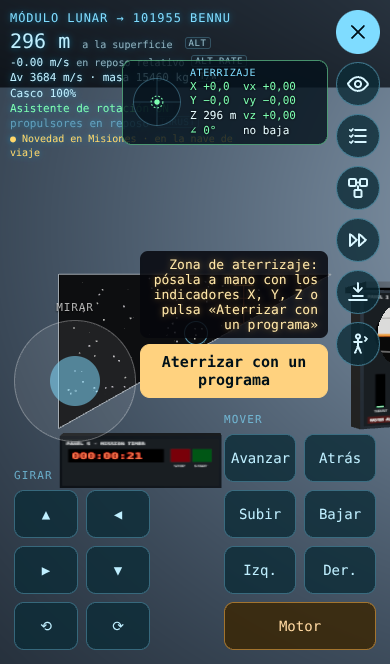 MÓDULO LUNAR → 101955 BENNU
296 m a la superficie ALT
-0.00 m/s en reposo relativo ALT RATE
Δv 3684 m/s · masa 15460 kg
Casco 100%
Asistente de rotac
propulsores en rep
● Novedad en Misiones · en la nave de
viaje
ATERRIZAJE
X +0,0 vx +0,00
Y −0,0 vy −0,00
Z 296 m vz +0,00
∠ 0° no baja
Zona de aterrizaje:
pósala a mano con los
indicadores X, Y, Z o
pulsa «Aterrizar con
un programa»
MIRAR
Aterrizar con un
programa
MOVER
000:00:21
GIRAR
Avanzar Atrás
▲ ◀ Subir Bajar
▶ ▼ Izq. Der.
⟲ ⟳ Motor